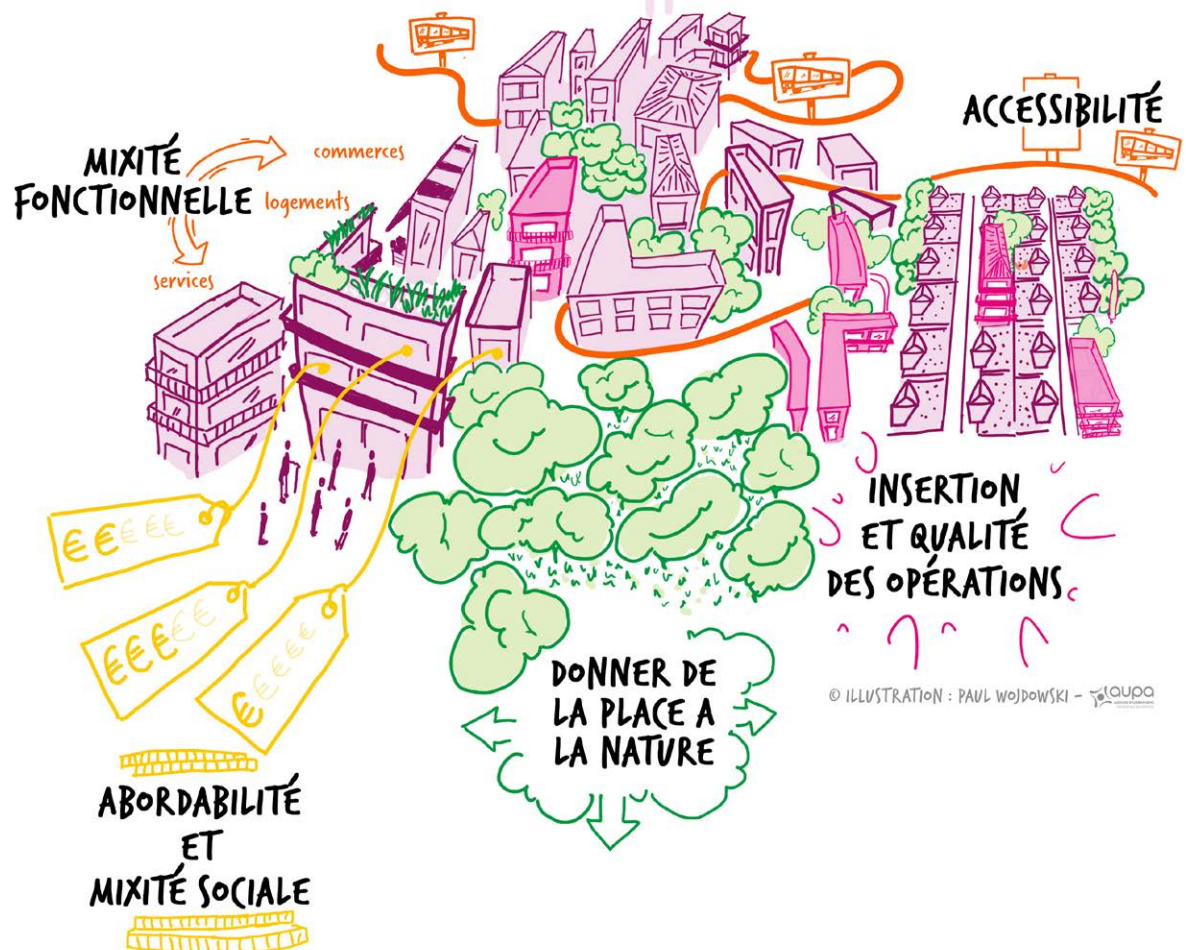 ACCESSIBILITÉ
MIXITÉ
FONCTIONNELLE
commerces
logements
services
€€€€€
€€€€€
€€€€€
INSERTION
ET QUALITÉ
DES OPÉRATIONS
DONNER DE
LA PLACE A
LA NATURE
© ILLUSTRATION : PAUL WOJDOWSKI - aupa
ABORDABILITÉ
ET
MIXITÉ SOCIALE